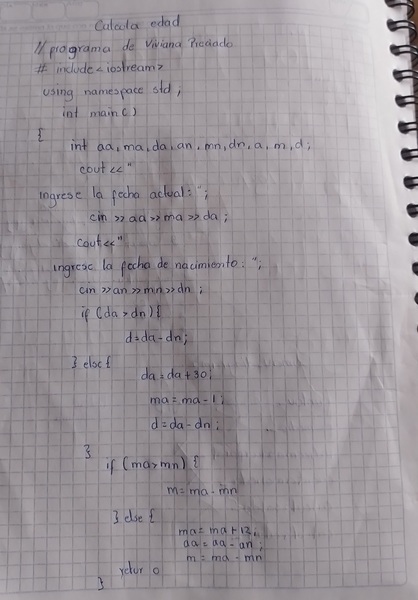 Calcula edad
// programa de Viviana Preciado
# include <iostream>
using namespace std;
int main()
{
int aa, ma, da, an, mn, dn, a, m, d;
cout <<"
ingrese la fecha actual: ";
cin >> aa >> ma >> da;
cout <<"
ingrese la fecha de nacimiento: ";
cin >> an >> mn >> dn;
if (da > dn) {
d = da - dn;
} else {
da = da + 30;
ma = ma - 1;
d = da - dn;
}
if (ma > mn) {
m = ma - mn
} else {
ma = ma + 12;
da = aa - an;
m = ma - mn
retur 0
}